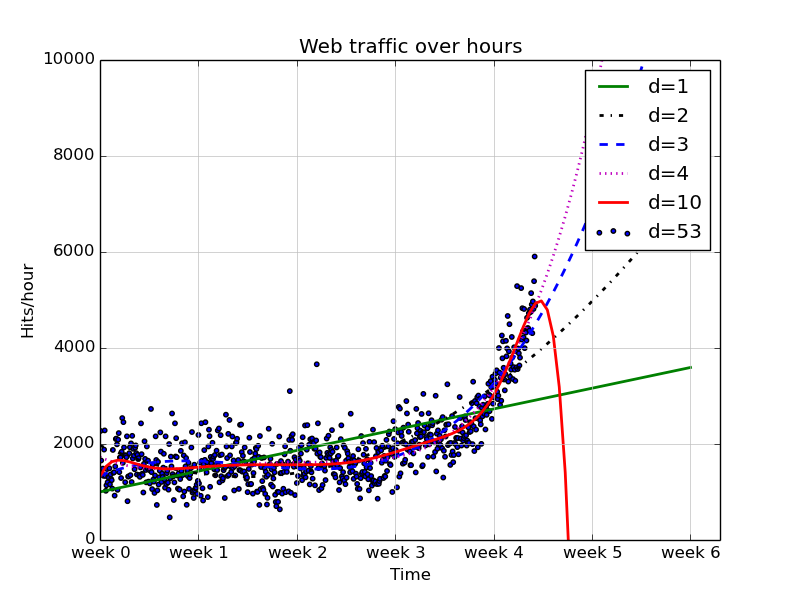 Web traffic over hours
10000
8000
6000
4000
2000
0
Hits/hour
week 0 week 1 week 2 week 3 week 4 week 5 week 6
Time
d=1
d=2
d=3
d=4
d=10
d=53